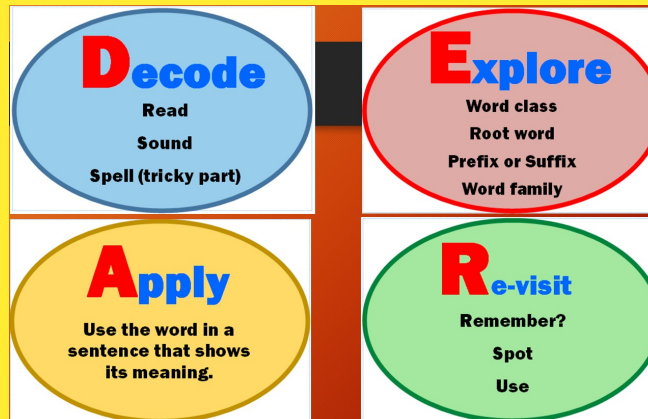 Decode
Read
Sound
Spell (tricky part)
Explore
Word class
Root word
Prefix or Suffix
Word family
Apply
Use the word in a
sentence that shows
its meaning.
Re-visit
Remember?
Spot
Use